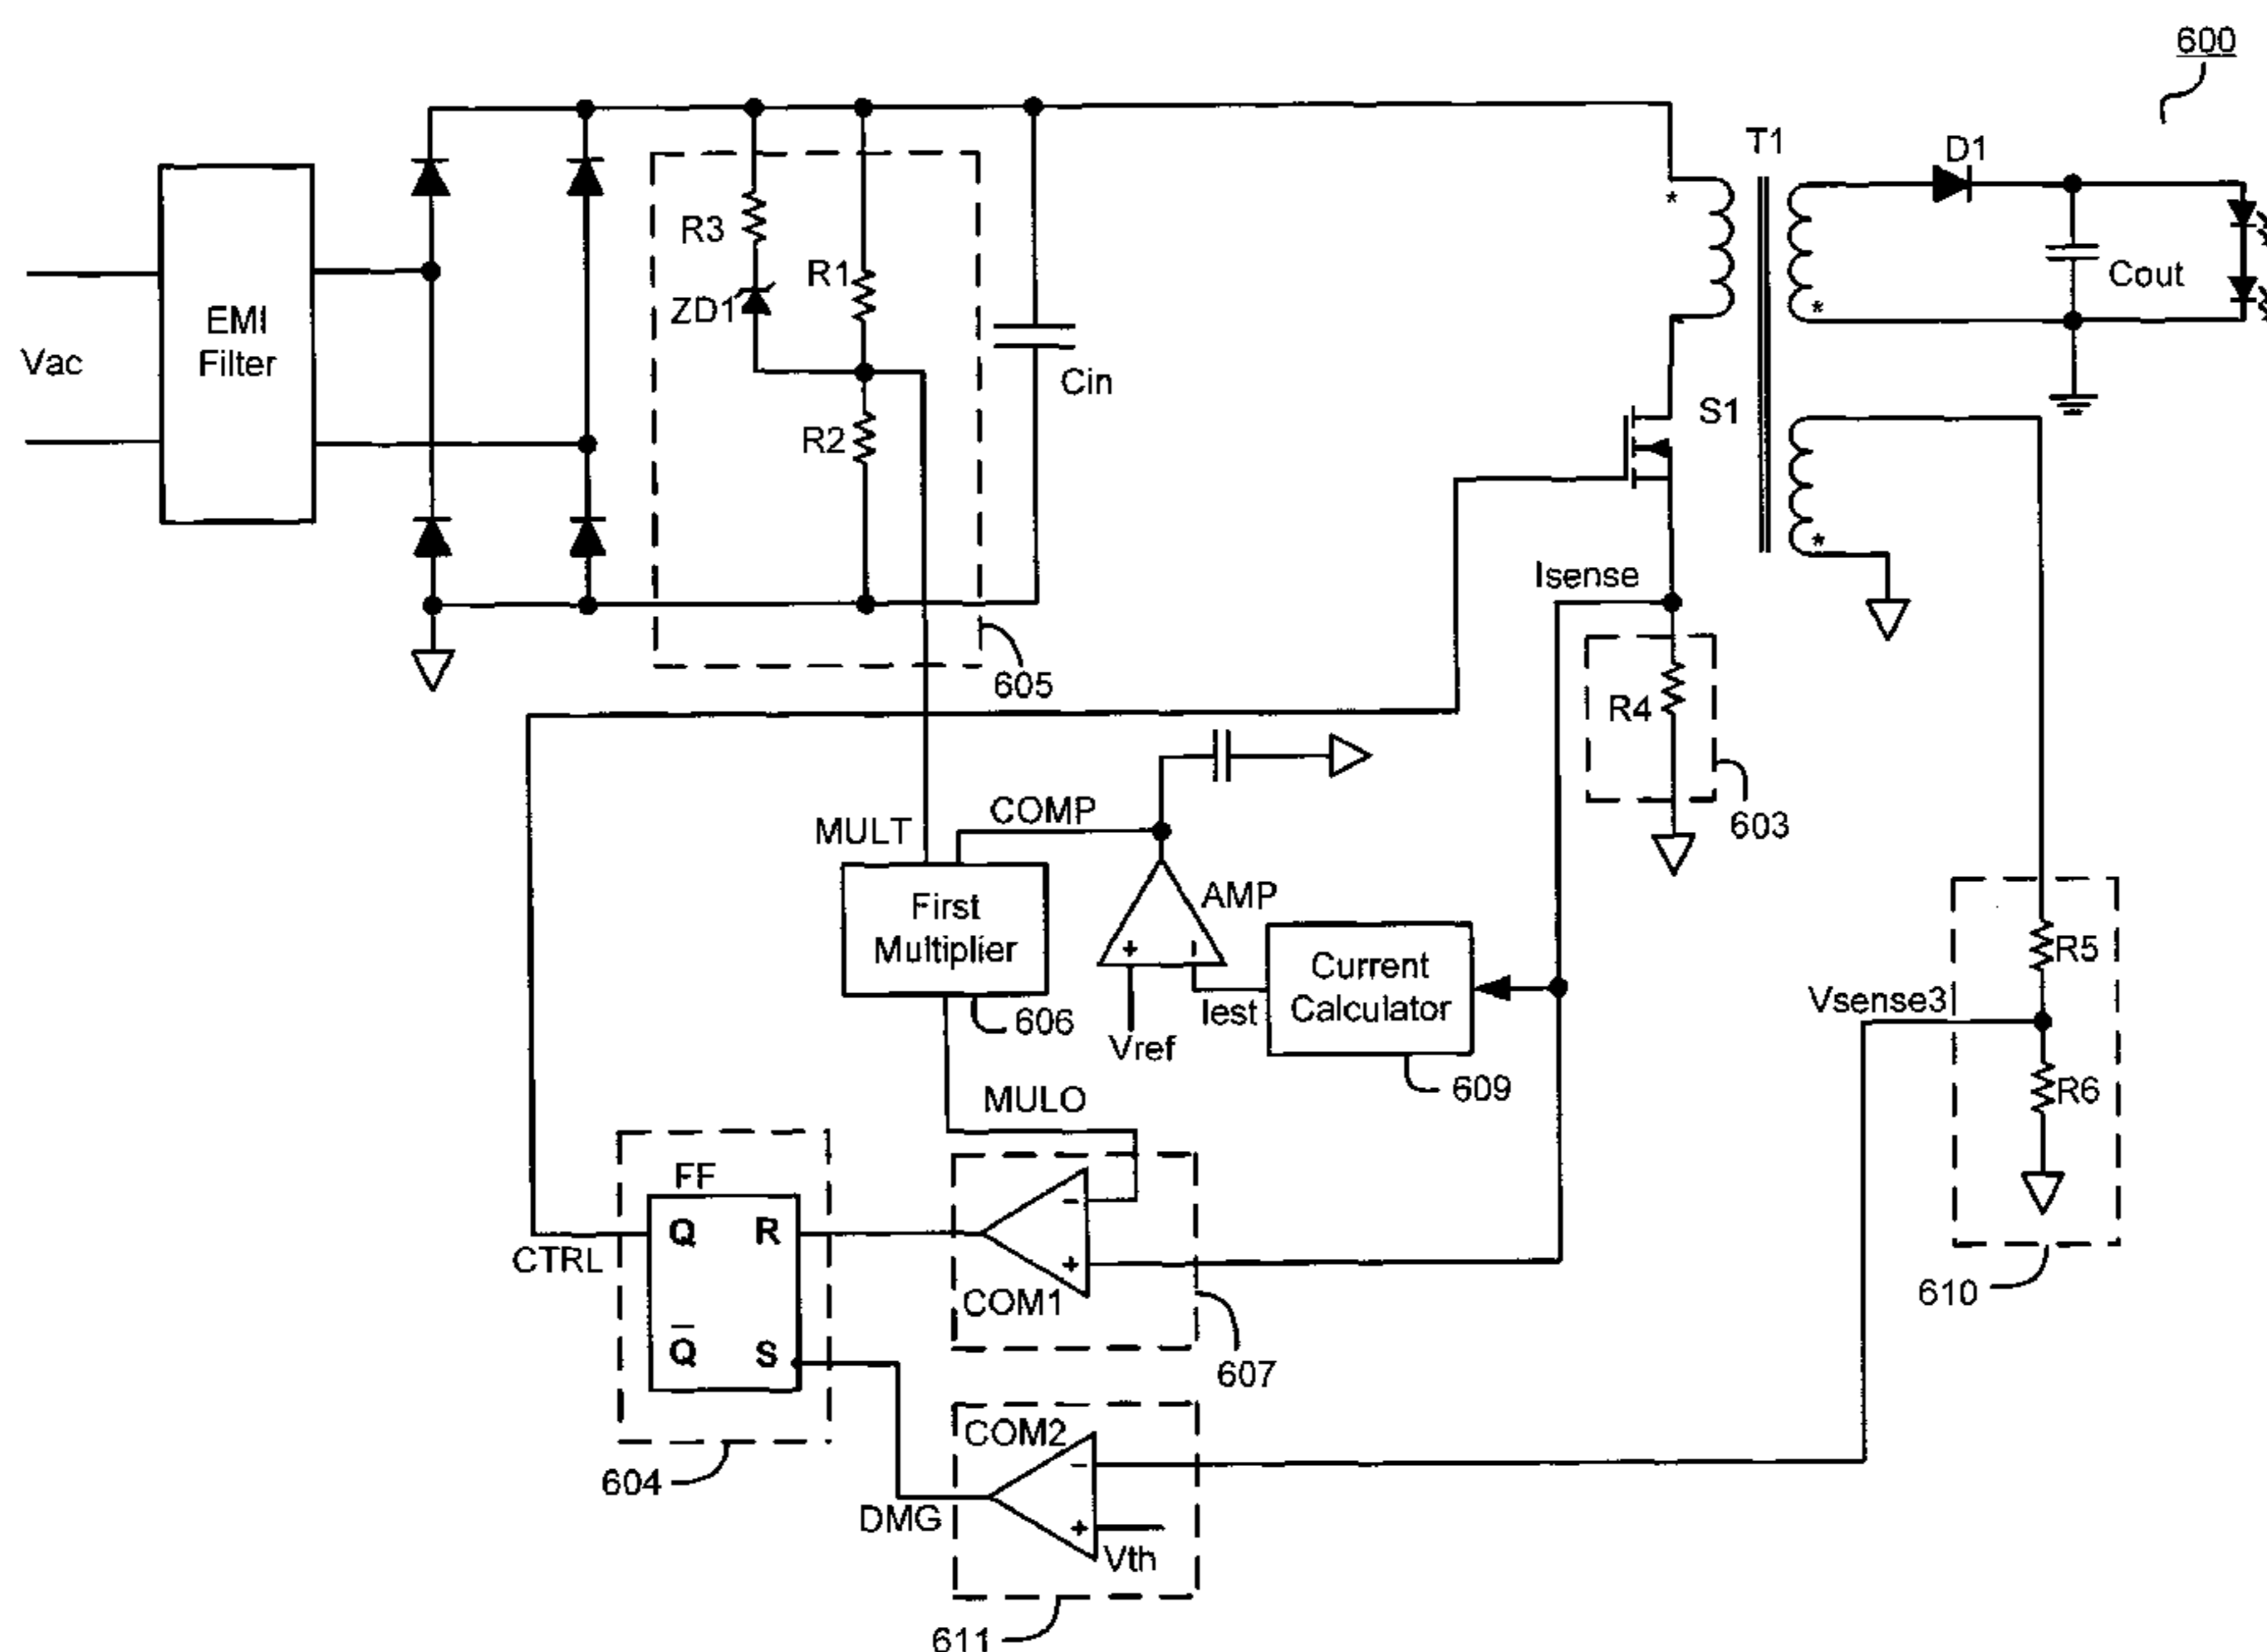 600
T1
D1
*
R3
R1
EMI
Filter
ZD1
Vac
Cin
Cout
*
R2
S1
*
Isense
605
R4
603
COMP
MULT
AMP
First
Multiplier
+
-
Current
Calculator
R5
Vsense3
606
Vref
Iest
609
R6
MULO
FF
Q
R
-
+
CTRL
COM1
610
Q̅
S
607
COM2
-
604
DMG
+
Vth
611